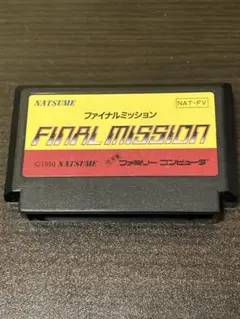 NATSUME
NAT-FV
ファイナルミッション
FINAL MISSION
©1990 NATSUME
ファミリーコンピュータ